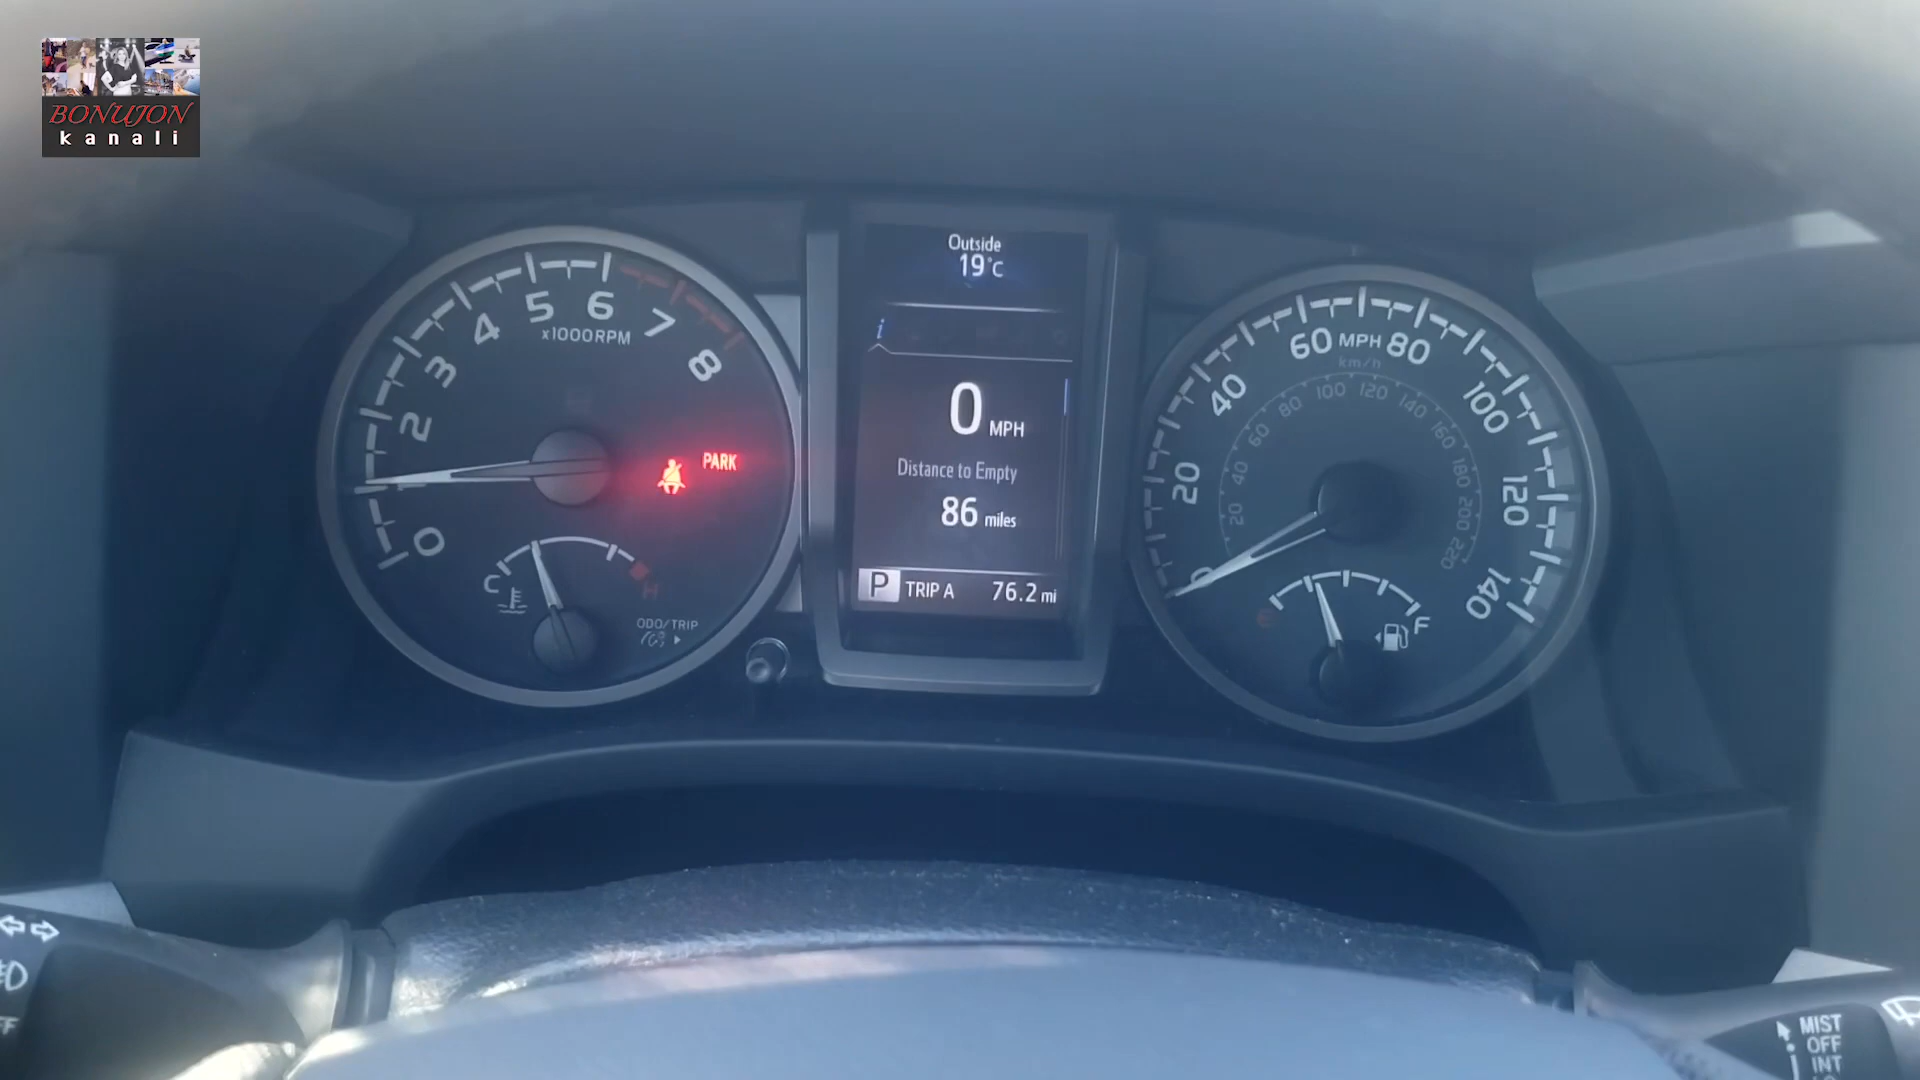 BONUJON
kanali
Outside
19°C
i
0 MPH
Distance to Empty
86 miles
P TRIP A 76.2 mi
0
2
3
4
5
6
7
8
x1000RPM
PARK
C
H
ODO/TRIP
0
20
40
60
MPH
80
100
120
140
km/h
20
40
60
80
100
120
140
160
180
200
220
F
MIST
OFF
INT